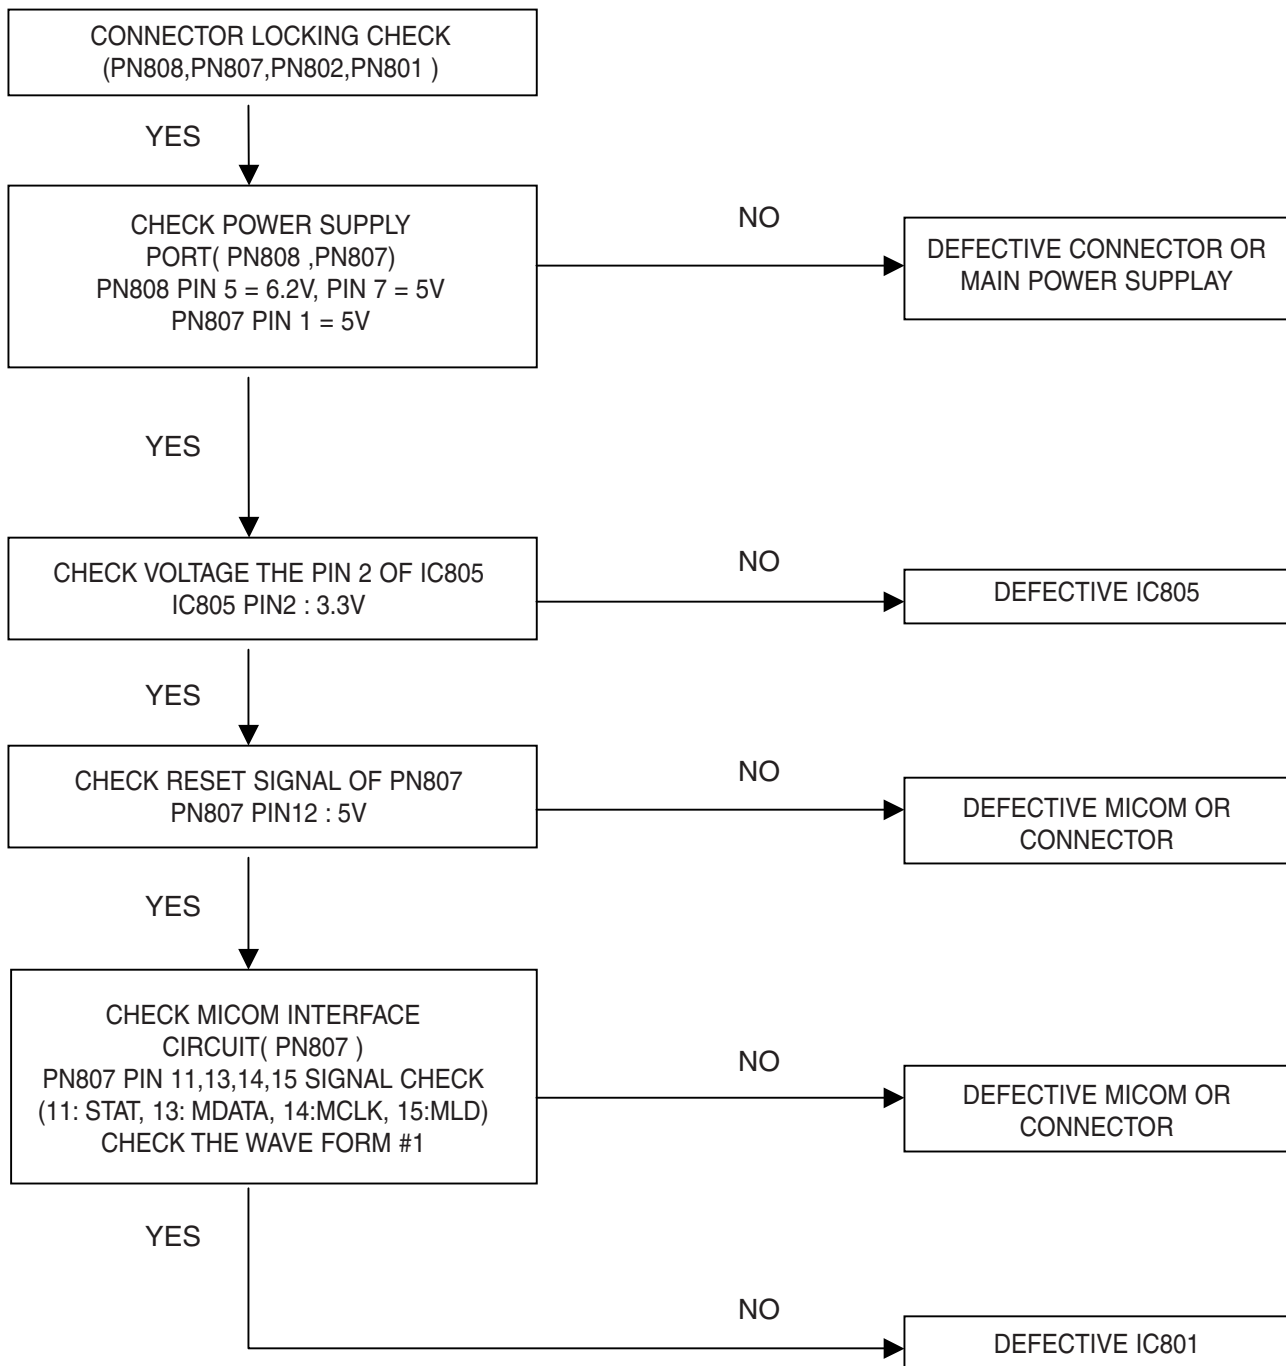 CONNECTOR LOCKING CHECK
(PN808,PN807,PN802,PN801 )
YES
CHECK POWER SUPPLY
PORT( PN808 ,PN807)
PN808 PIN 5 = 6.2V, PIN 7 = 5V
PN807 PIN 1 = 5V
NO
DEFECTIVE CONNECTOR OR
MAIN POWER SUPPLAY
YES
CHECK VOLTAGE THE PIN 2 OF IC805
IC805 PIN2 : 3.3V
NO
DEFECTIVE IC805
YES
CHECK RESET SIGNAL OF PN807
PN807 PIN12 : 5V
NO
DEFECTIVE MICOM OR
CONNECTOR
YES
CHECK MICOM INTERFACE
CIRCUIT( PN807 )
PN807 PIN 11,13,14,15 SIGNAL CHECK
(11: STAT, 13: MDATA, 14:MCLK, 15:MLD)
CHECK THE WAVE FORM #1
NO
DEFECTIVE MICOM OR
CONNECTOR
YES
NO
DEFECTIVE IC801